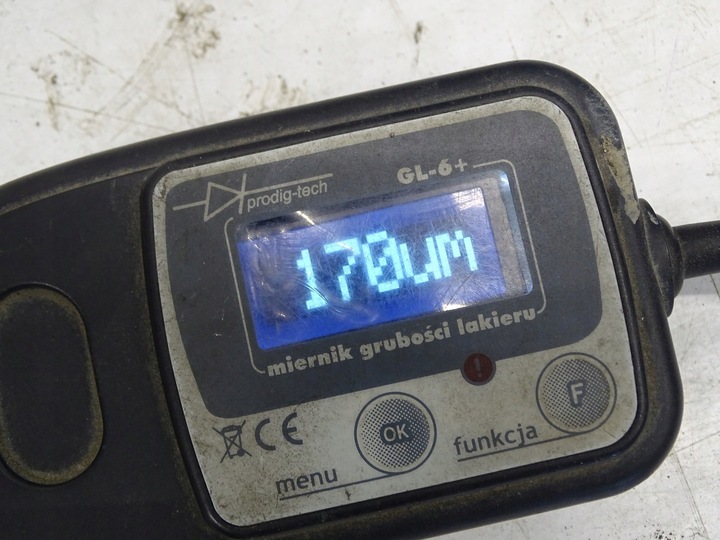 prodig-tech
GL-6+
170um
miernik grubości lakieru
!
CE
OK
F
menu
funkcja